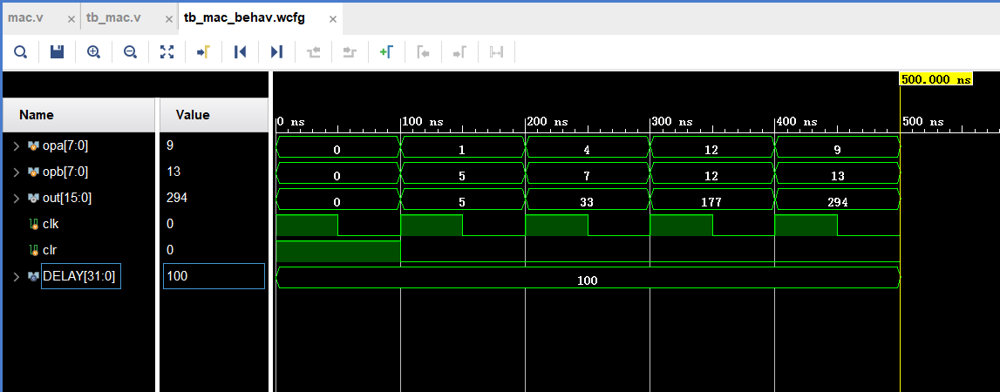 mac.v × tb_mac.v × tb_mac_behav.wcfg ×
500.000 ns
Name Value
0 ns 100 ns 200 ns 300 ns 400 ns 500 ns
opa[7:0] 9 0 1 4 12 9
opb[7:0] 13 0 5 7 12 13
out[15:0] 294 0 5 33 177 294
clk 0
clr 0
DELAY[31:0] 100 100